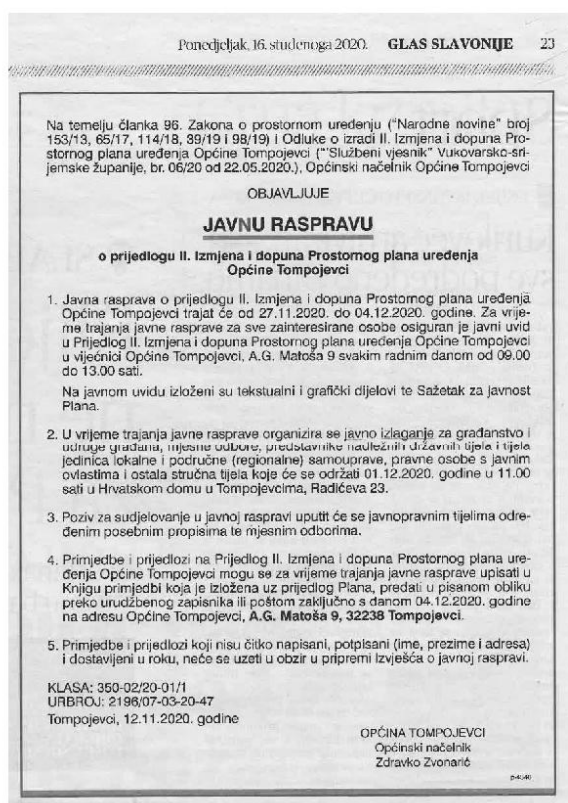 Ponedjeljak, 16. studenoga 2020. GLAS SLAVONIJE 23
Na temelju članka 96. Zakona o prostornom uređenju ("Narodne novine" broj
153/13, 65/17, 114/18, 39/19 i 98/19) i Odluke o izradi II. Izmjena i dopuna Pro-
stornog plana uređenja Općine Tompojevci ("Službeni vjesnik" Vukovarsko-sri-
jemske županije, br. 06/20 od 22.05.2020.), Općinski načelnik Općine Tompojevci
OBJAVLJUJE
JAVNU RASPRAVU
o prijedlogu II. Izmjena i dopuna Prostornog plana uređenja
Općine Tompojevci
1. Javna rasprava o prijedlogu II. Izmjena i dopuna Prostornog plana uređenja
Općine Tompojevci trajat će od 27.11.2020. do 04.12.2020. godine. Za vrije-
me trajanja javne rasprave za sve zainteresirane osobe osiguran je javni uvid
u Prijedlog II. Izmjena i dopuna Prostornog plana uređenja Općine Tompojevci
u vijećnici Općine Tompojevci, A.G. Matoša 9 svakim radnim danom od 09.00
do 13.00 sati.
Na javnom uvidu izloženi su tekstualni i grafički dijelovi te Sažetak za javnost
Plana.
2. U vrijeme trajanja javne rasprave organizira se javno izlaganje za građanstvo i
udruge građana, mjesne odbore, predstavnike nadležnih državnih tijela i tijela
jedinica lokalne i područne (regionalne) samouprave, pravne osobe s javnim
ovlastima i ostala stručna tijela koje će se održati 01.12.2020. godine u 11.00
sati u Hrvatskom domu u Tompojevcima, Radićeva 23.
3. Poziv za sudjelovanje u javnoj raspravi uputit će se javnopravnim tijelima odre-
đenim posebnim propisima te mjesnim odborima.
4. Primjedbe i prijedlozi na Prijedlog II. Izmjena i dopuna Prostornog plana ure-
đenja Općine Tompojevci mogu se za vrijeme trajanja javne rasprave upisati u
Knjigu primjedbi koja je izložena uz prijedlog Plana, predati u pisanom obliku
preko urudžbenog zapisnika ili poštom zaključno s danom 04.12.2020. godine
na adresu Općine Tompojevci, A.G. Matoša 9, 32238 Tompojevci.
5. Primjedbe i prijedlozi koji nisu čitko napisani, potpisani (ime, prezime i adresa)
i dostavljeni u roku, neće se uzeti u obzir u pripremi Izvješća o javnoj raspravi.
KLASA: 350-02/20-01/1
URBROJ: 2196/07-03-20-47
Tompojevci, 12.11.2020. godine
OPĆINA TOMPOJEVCI
Općinski načelnik
Zdravko Zvonarić